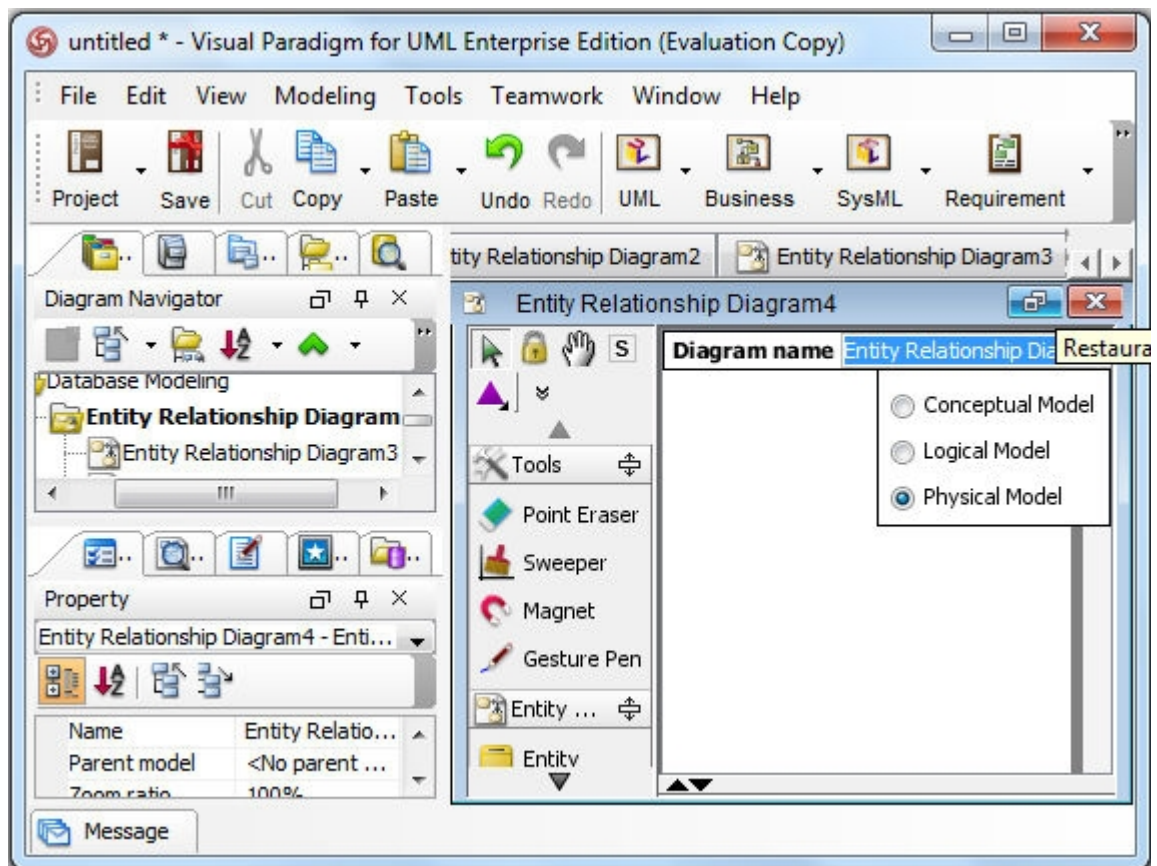 untitled * - Visual Paradigm for UML Enterprise Edition (Evaluation Copy)
File Edit View Modeling Tools Teamwork Window Help
Project Save Cut Copy Paste Undo Redo UML Business SysML Requirement
tity Relationship Diagram2 Entity Relationship Diagram3
Diagram Navigator
Database Modeling
Entity Relationship Diagram
Entity Relationship Diagram3
Property
Entity Relationship Diagram4 - Enti...
Name Entity Relatio...
Parent model <No parent ...
Zoom ratio 100%
Entity Relationship Diagram4
S
Diagram name Entity Relationship Dia
Restaura
Conceptual Model
Logical Model
Physical Model
Tools
Point Eraser
Sweeper
Magnet
Gesture Pen
Entity ...
Entity
Message